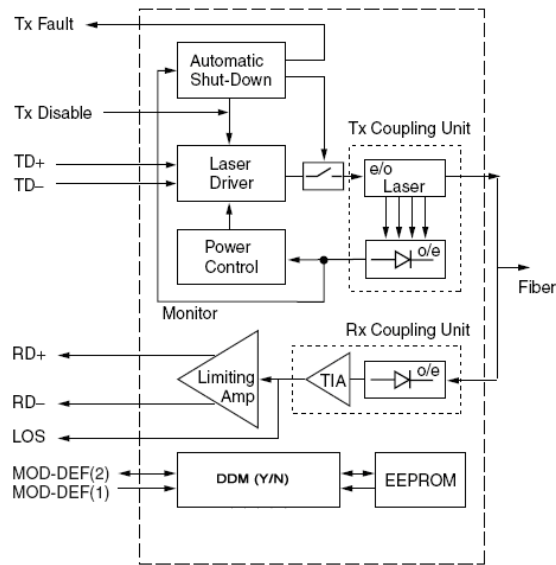 Tx Fault
Automatic
Shut-Down
Tx Disable
Tx Coupling Unit
TD+
TD–
Laser
Driver
e/o
Laser
Power
Control
o/e
Fiber
Monitor
Rx Coupling Unit
RD+
Limiting
Amp
TIA
o/e
RD–
LOS
MOD-DEF(2)
MOD-DEF(1)
DDM (Y/N)
EEPROM